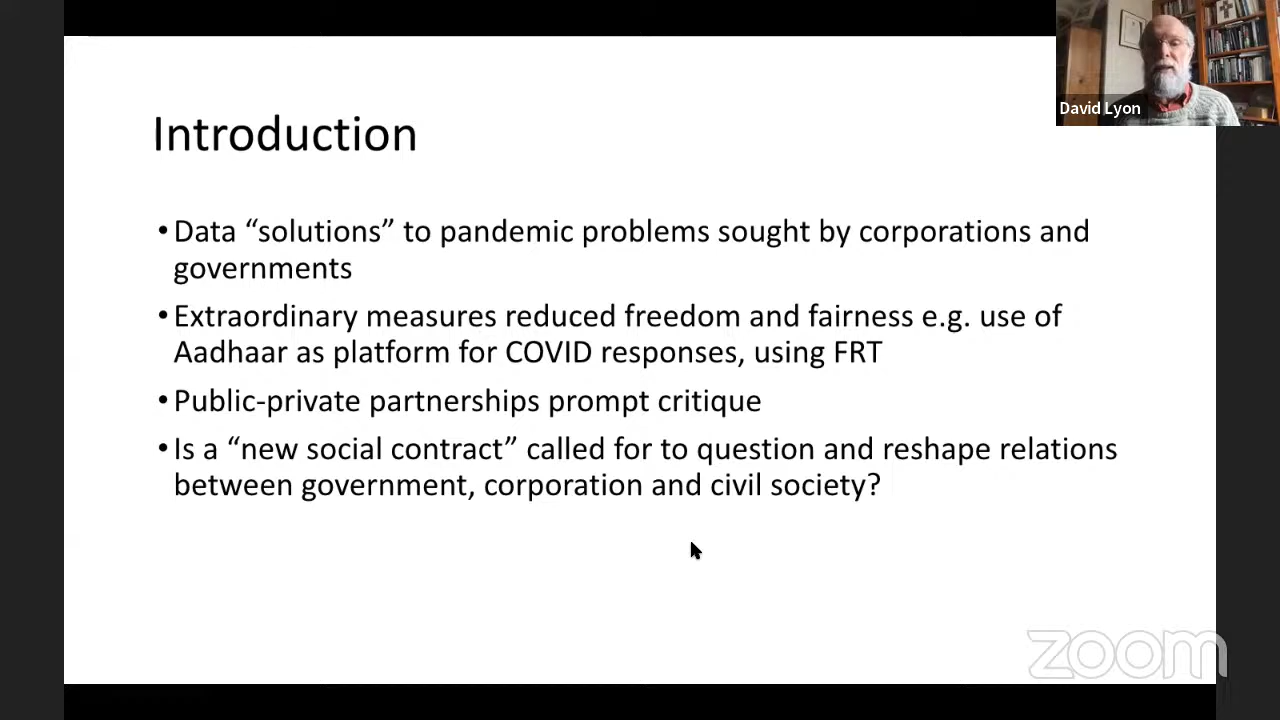 David Lyon
Introduction
• Data “solutions” to pandemic problems sought by corporations and
governments
• Extraordinary measures reduced freedom and fairness e.g. use of
Aadhaar as platform for COVID responses, using FRT
• Public-private partnerships prompt critique
• Is a “new social contract” called for to question and reshape relations
between government, corporation and civil society?
zoom